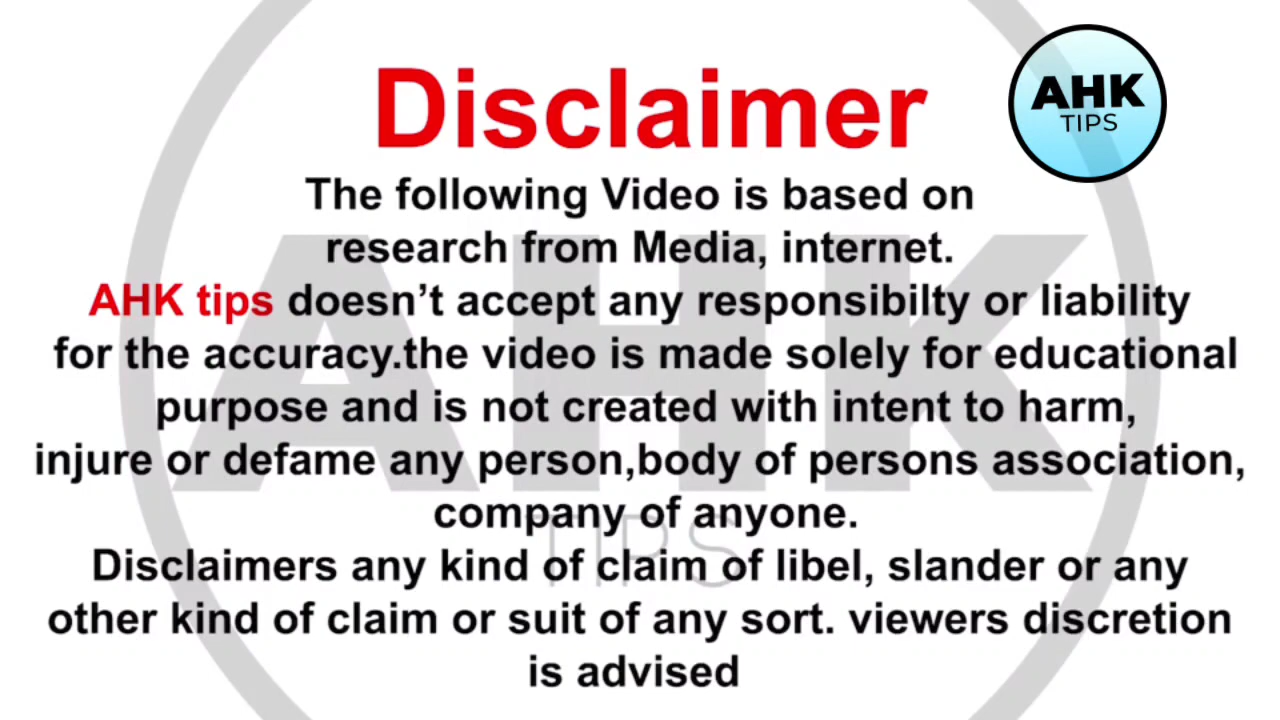 Disclaimer
AHK
TIPS
The following Video is based on
research from Media, internet.
AHK tips doesn’t accept any responsibilty or liability
for the accuracy.the video is made solely for educational
purpose and is not created with intent to harm,
injure or defame any person,body of persons association,
company of anyone.
Disclaimers any kind of claim of libel, slander or any
other kind of claim or suit of any sort. viewers discretion
is advised
AHK
TIPS